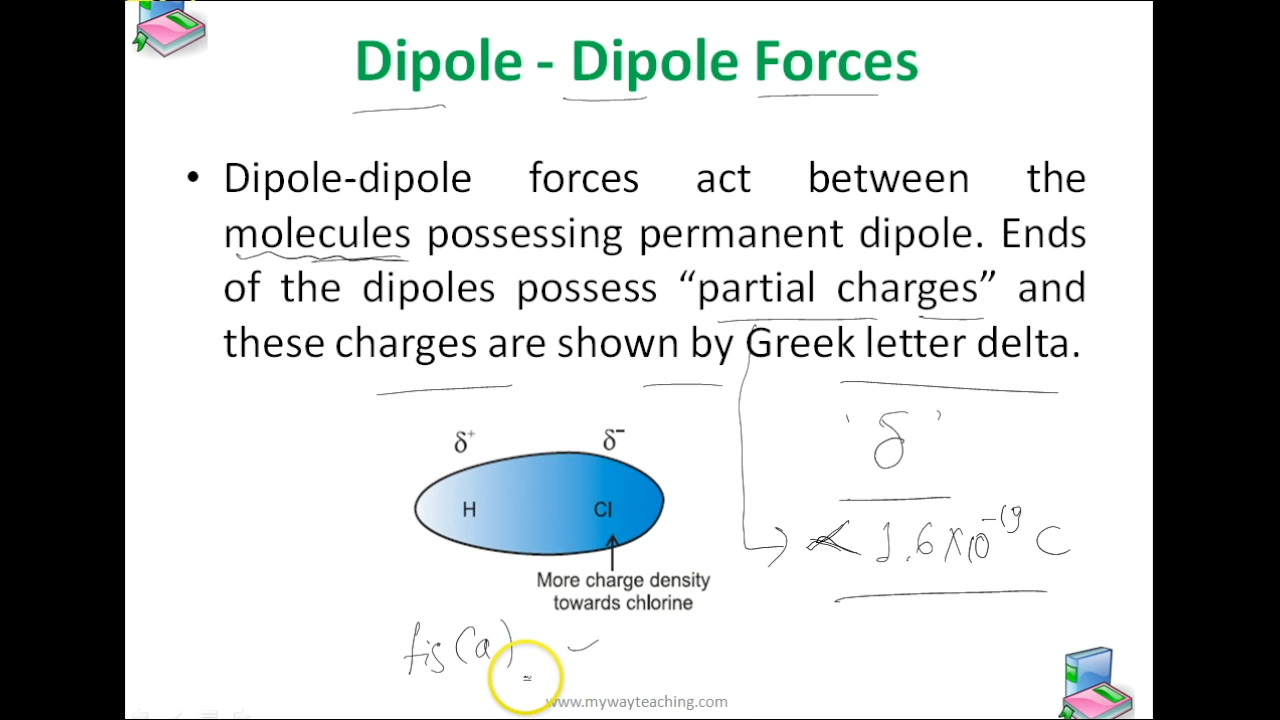 Dipole - Dipole Forces
• Dipole-dipole forces act between the
molecules possessing permanent dipole. Ends
of the dipoles possess “partial charges” and
these charges are shown by Greek letter delta.
δ⁺ δ⁻
' δ '
H Cl
< 1.6 × 10⁻¹⁹ C
More charge density
towards chlorine
fig (a)
www.mywayteaching.com